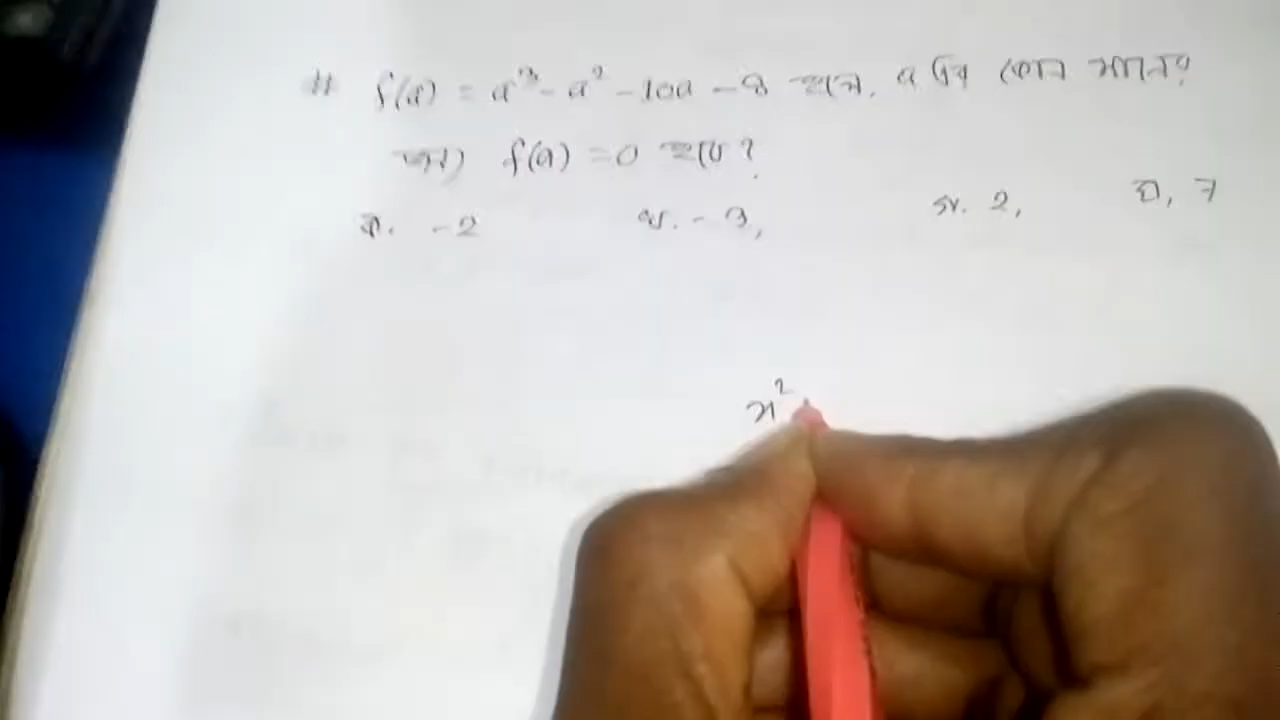 # f(a) = a³ - a² - 10a - 8 হলে, a এর কোন মানের
জন্য f(a) = 0 হবে?
ক. -2 খ. -3, গ. 2, ঘ, 7
x²